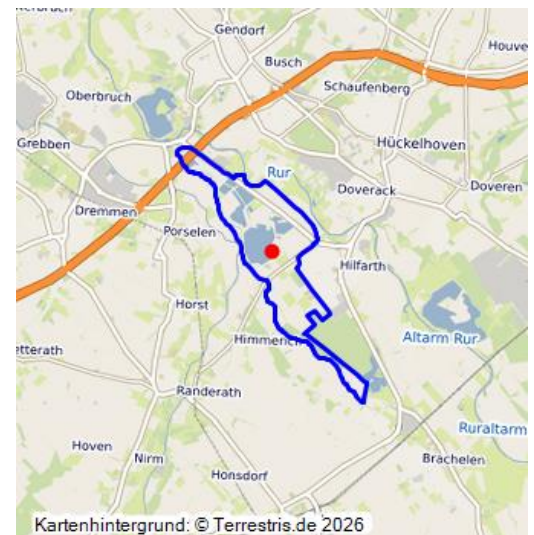 Gendorf
Houve
Busch
Schaufenberg
Oberbruch
Grebben
Hückelhoven
Rur
Doverack
Doveren
Dremmen
Porselen
Hilfarth
Horst
Altarm Rur
Himmerich
etterath
Randerath
Ruraltarm
Hoven
Nirm
Brachelen
Honsdorf
Kartenhintergrund: © Terrestris.de 2026